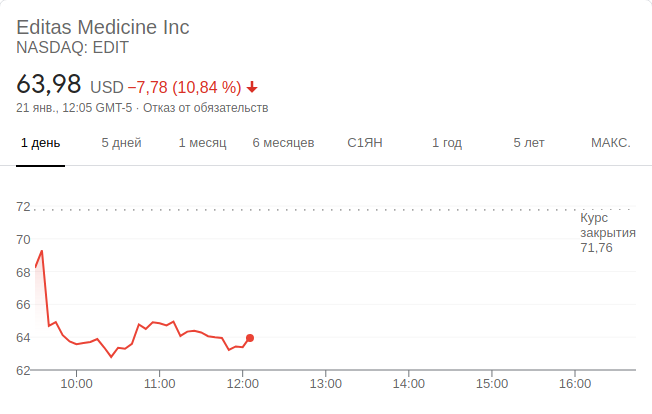 Editas Medicine Inc
NASDAQ: EDIT
63,98 USD −7,78 (10,84 %)
21 янв., 12:05 GMT-5 · Отказ от обязательств
1 день 5 дней 1 месяц 6 месяцев С1ЯН 1 год 5 лет МАКС.
72
Курс
закрытия
71,76
70
68
66
64
62
10:00 11:00 12:00 13:00 14:00 15:00 16:00